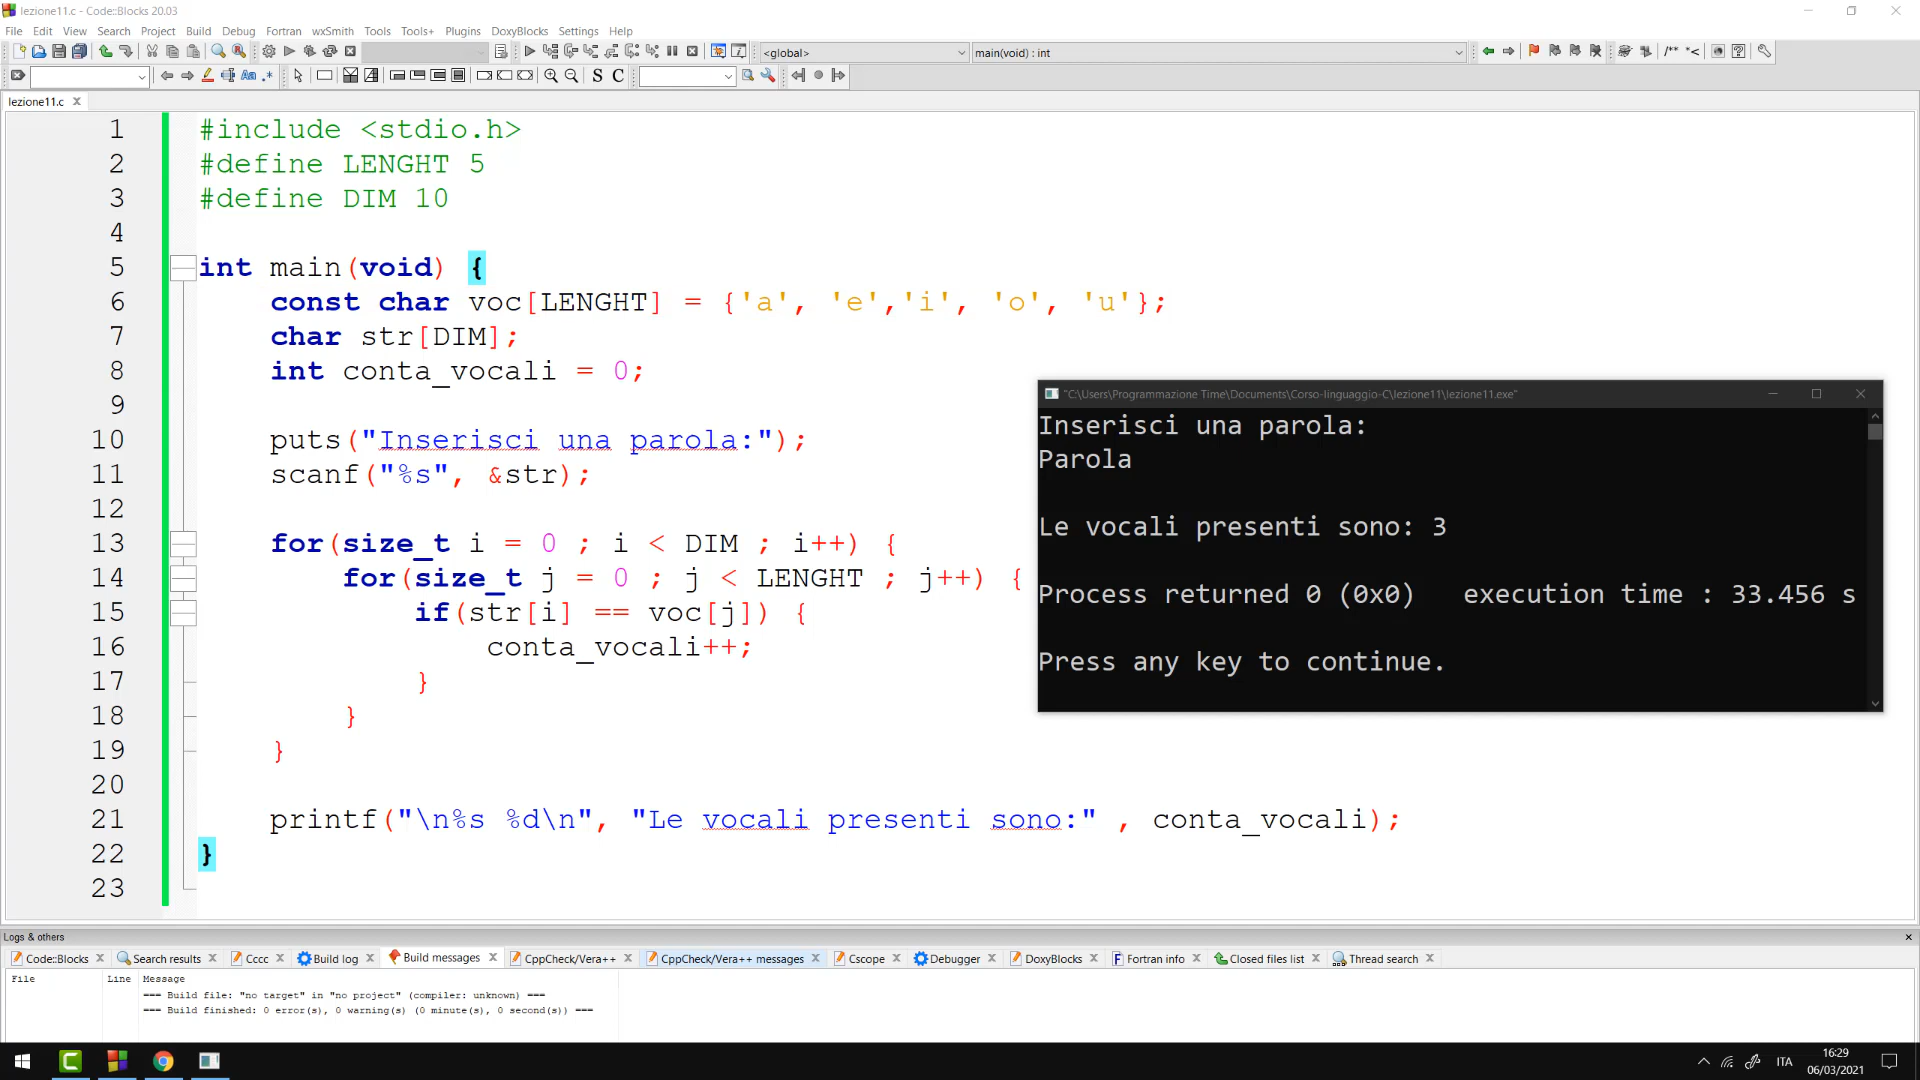 lezione11.c - Code::Blocks 20.03
File Edit View Search Project Build Debug Fortran wxSmith Tools Tools+ Plugins DoxyBlocks Settings Help
<global> main(void) : int
/** *<
Aa .* S C
lezione11.c
1 #include <stdio.h>
2 #define LENGHT 5
3 #define DIM 10
4
5 int main(void) {
6 const char voc[LENGHT] = {'a', 'e','i', 'o', 'u'};
7 char str[DIM];
8 int conta_vocali = 0;
9
10 puts("Inserisci una parola:");
11 scanf("%s", &str);
12
13 for(size_t i = 0 ; i < DIM ; i++) {
14 for(size_t j = 0 ; j < LENGHT ; j++) {
15 if(str[i] == voc[j]) {
16 conta_vocali++;
17 }
18 }
19 }
20
21 printf("\n%s %d\n", "Le vocali presenti sono:" , conta_vocali);
22 }
23
"C:\Users\Programmazione Time\Documents\Corso-linguaggio-C\lezione11\lezione11.exe"
Inserisci una parola:
Parola
Le vocali presenti sono: 3
Process returned 0 (0x0) execution time : 33.456 s
Press any key to continue.
Logs & others
Code::Blocks Search results Cccc Build log Build messages CppCheck/Vera++ CppCheck/Vera++ messages Cscope Debugger DoxyBlocks Fortran info Closed files list Thread search
File Line Message
=== Build file: "no target" in "no project" (compiler: unknown) ===
=== Build finished: 0 error(s), 0 warning(s) (0 minute(s), 0 second(s)) ===
ITA
16:29
06/03/2021